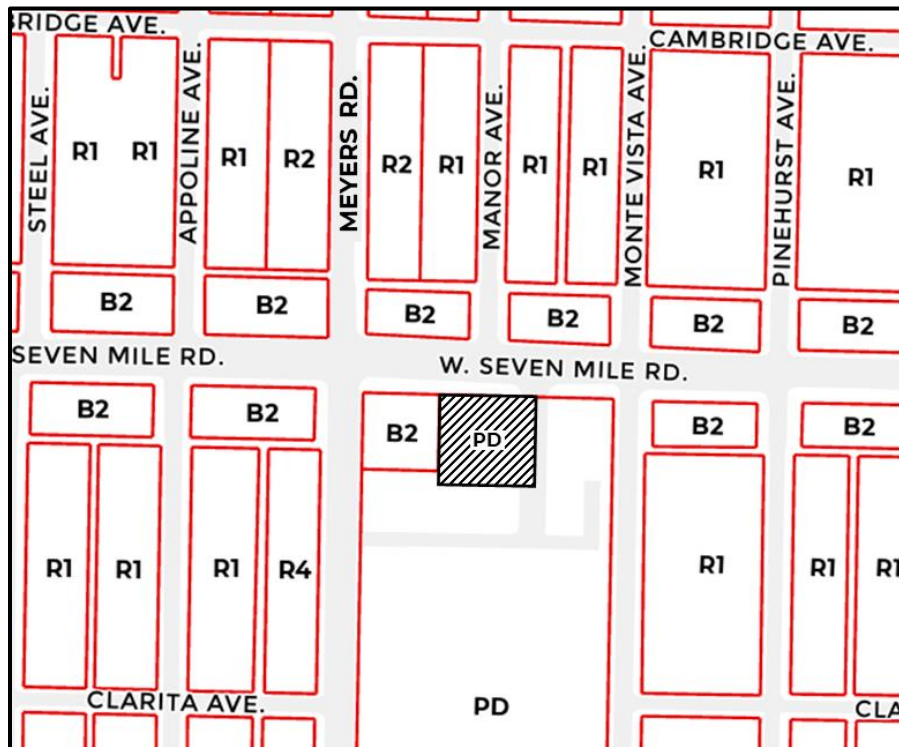 BRIDGE AVE.
CAMBRIDGE AVE.
STEEL AVE.
APPOLINE AVE.
MEYERS RD.
MANOR AVE.
MONTE VISTA AVE.
PINEHURST AVE.
R1
R1
R1
R2
R2
R1
R1
R1
R1
R1
B2
B2
B2
B2
B2
B2
SEVEN MILE RD.
W. SEVEN MILE RD.
B2
B2
B2
PD
B2
B2
R1
R1
R1
R4
R1
R1
R1
CLARITA AVE.
PD
CLA